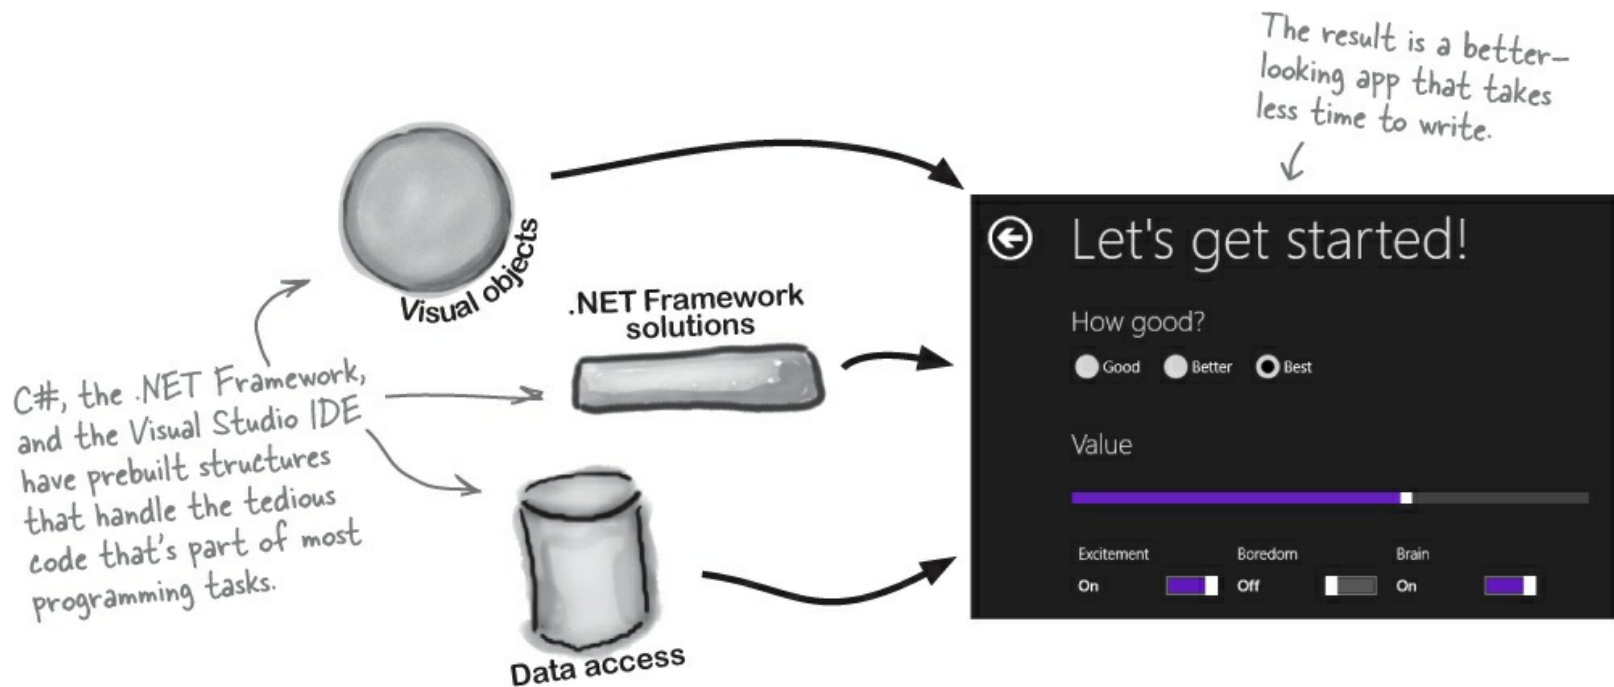 The result is a better-
looking app that takes
less time to write.
Visual objects
.NET Framework
solutions
C#, the .NET Framework,
and the Visual Studio IDE
have prebuilt structures
that handle the tedious
code that's part of most
programming tasks.
Data access
Let's get started!
How good?
Good Better Best
Value
Excitement Boredom Brain
On Off On